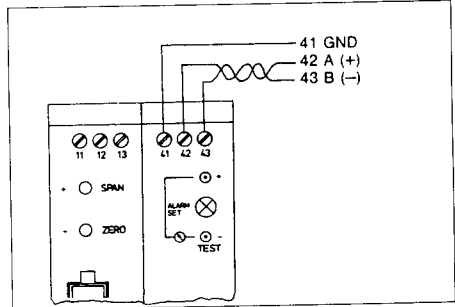 41 GND
42 A (+)
43 B (−)
11 12 13 41 42 43
+ SPAN +
ALARM
SET
- ZERO -
TEST